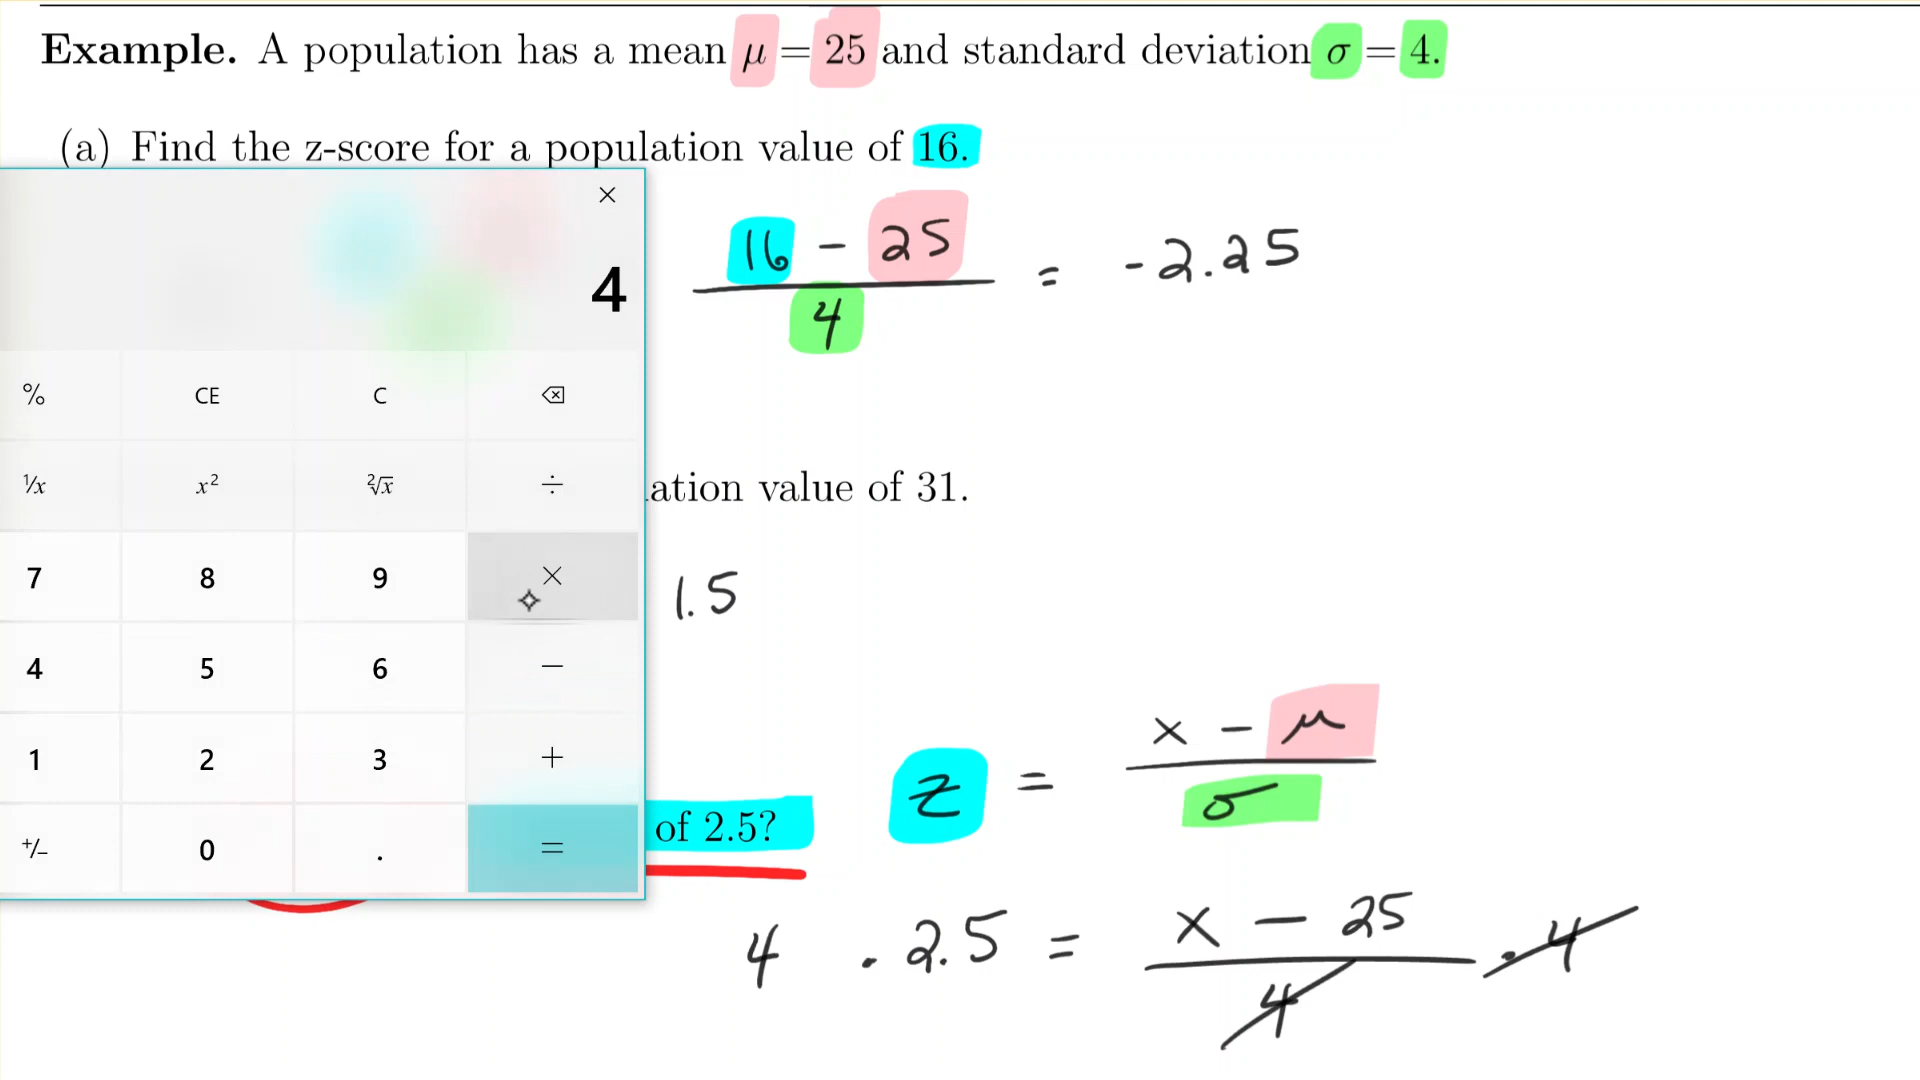 Example. A population has a mean μ = 25 and standard deviation σ = 4.
(a) Find the z-score for a population value of 16.
×
4
16 - 25
4
= -2.25
% CE C ⌫
¹/x x² ²√x ÷
ation value of 31.
7 8 9 ×
1.5
4 5 6 −
1 2 3 +
z = x - μ
σ
of 2.5?
+/− 0 . =
4 . 2.5 = x - 25 . 4
4